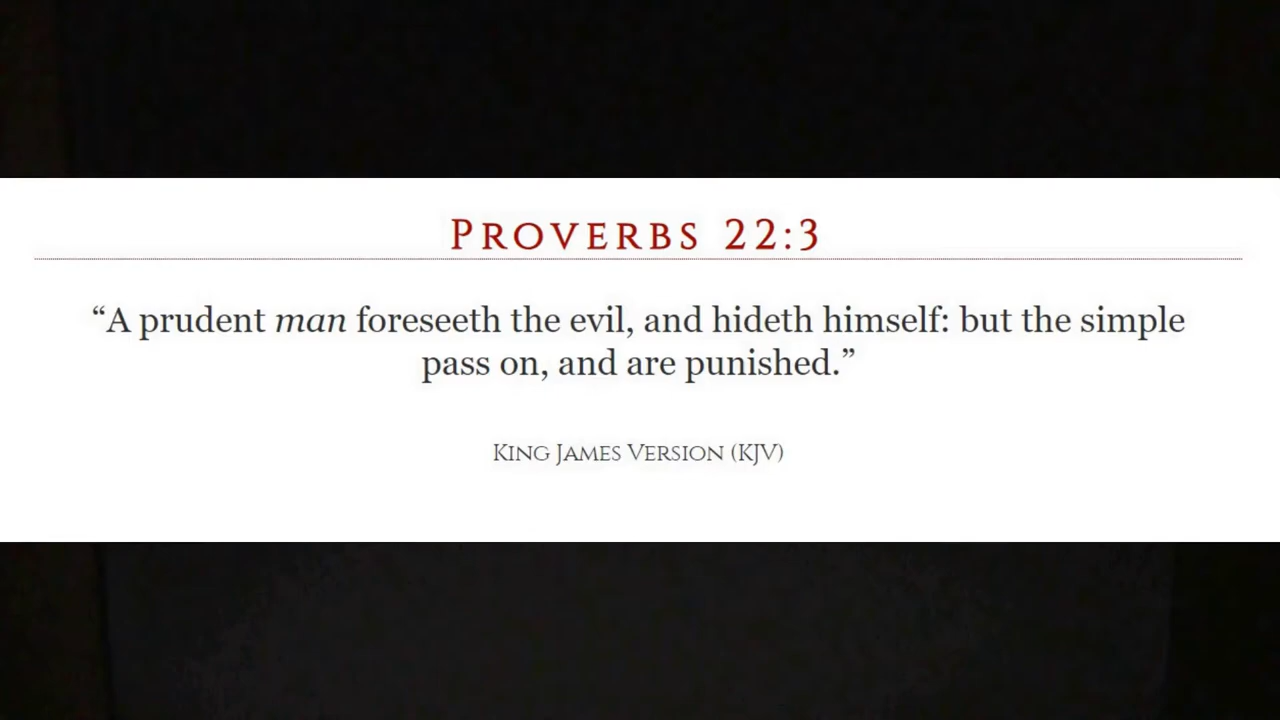 PROVERBS 22:3
“A prudent man foreseeth the evil, and hideth himself: but the simple
pass on, and are punished.”
KING JAMES VERSION (KJV)